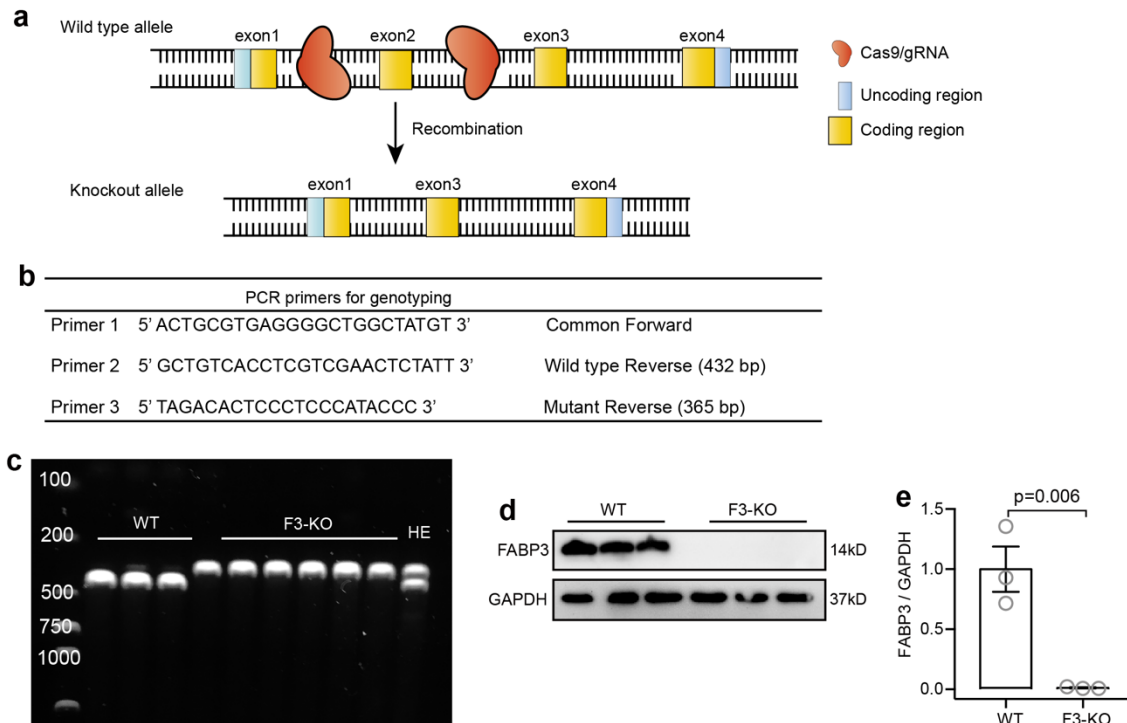 a
Wild type allele
exon1 exon2 exon3 exon4
Cas9/gRNA
Uncoding region
Coding region
Recombination
Knockout allele
exon1 exon3 exon4
b
PCR primers for genotyping
Primer 1 5’ ACTGCGTGAGGGGCTGGCTATGT 3’ Common Forward
Primer 2 5’ GCTGTCACCTCGTCGAACTCTATT 3’ Wild type Reverse (432 bp)
Primer 3 5’ TAGACACTCCCTCCCATACCC 3’ Mutant Reverse (365 bp)
c
100
200
500
750
1000
WT F3-KO HE
d
WT F3-KO
FABP3 14kD
GAPDH 37kD
e
p=0.006
FABP3 / GAPDH
1.5
1.0
0.5
0.0
WT F3-KO